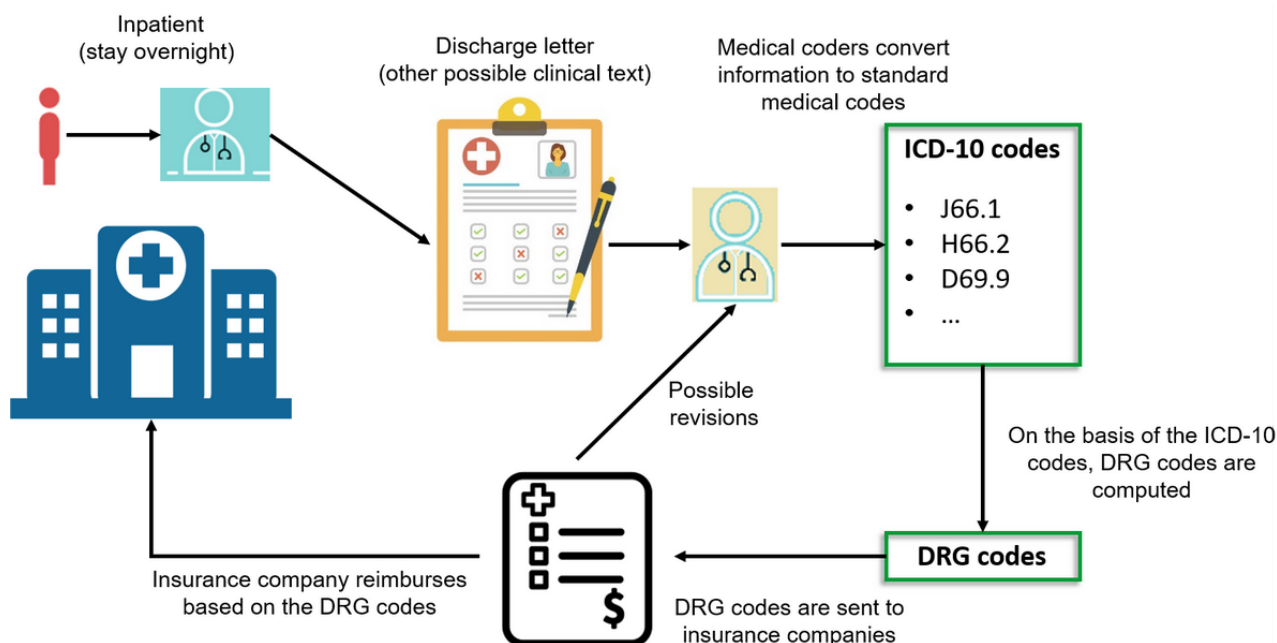 Inpatient
(stay overnight)
Discharge letter
(other possible clinical text)
Medical coders convert
information to standard
medical codes
ICD-10 codes
• J66.1
• H66.2
• D69.9
• ...
Possible
revisions
On the basis of the ICD-10
codes, DRG codes are
computed
DRG codes
Insurance company reimburses
based on the DRG codes
$
DRG codes are sent to
insurance companies